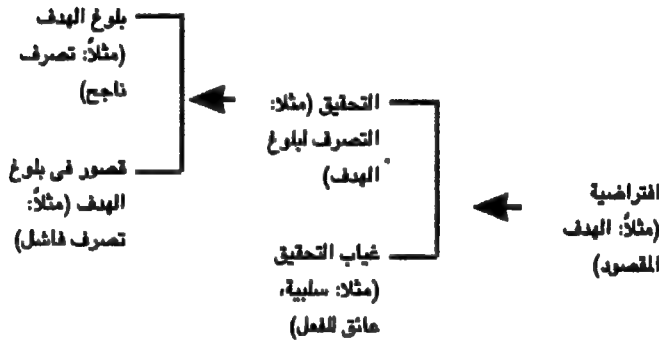 افتراضية
(مثلاً: الهدف
المقصود)
التحقيق (مثلا:
التصرف لبلوغ
الهدف)
غياب التحقيق
(مثلا: سلبية،
عائق للفعل)
بلوغ الهدف
(مثلاً: تصرف
ناجح)
قصور فى بلوغ
الهدف (مثلاً:
تصرف فاشل)